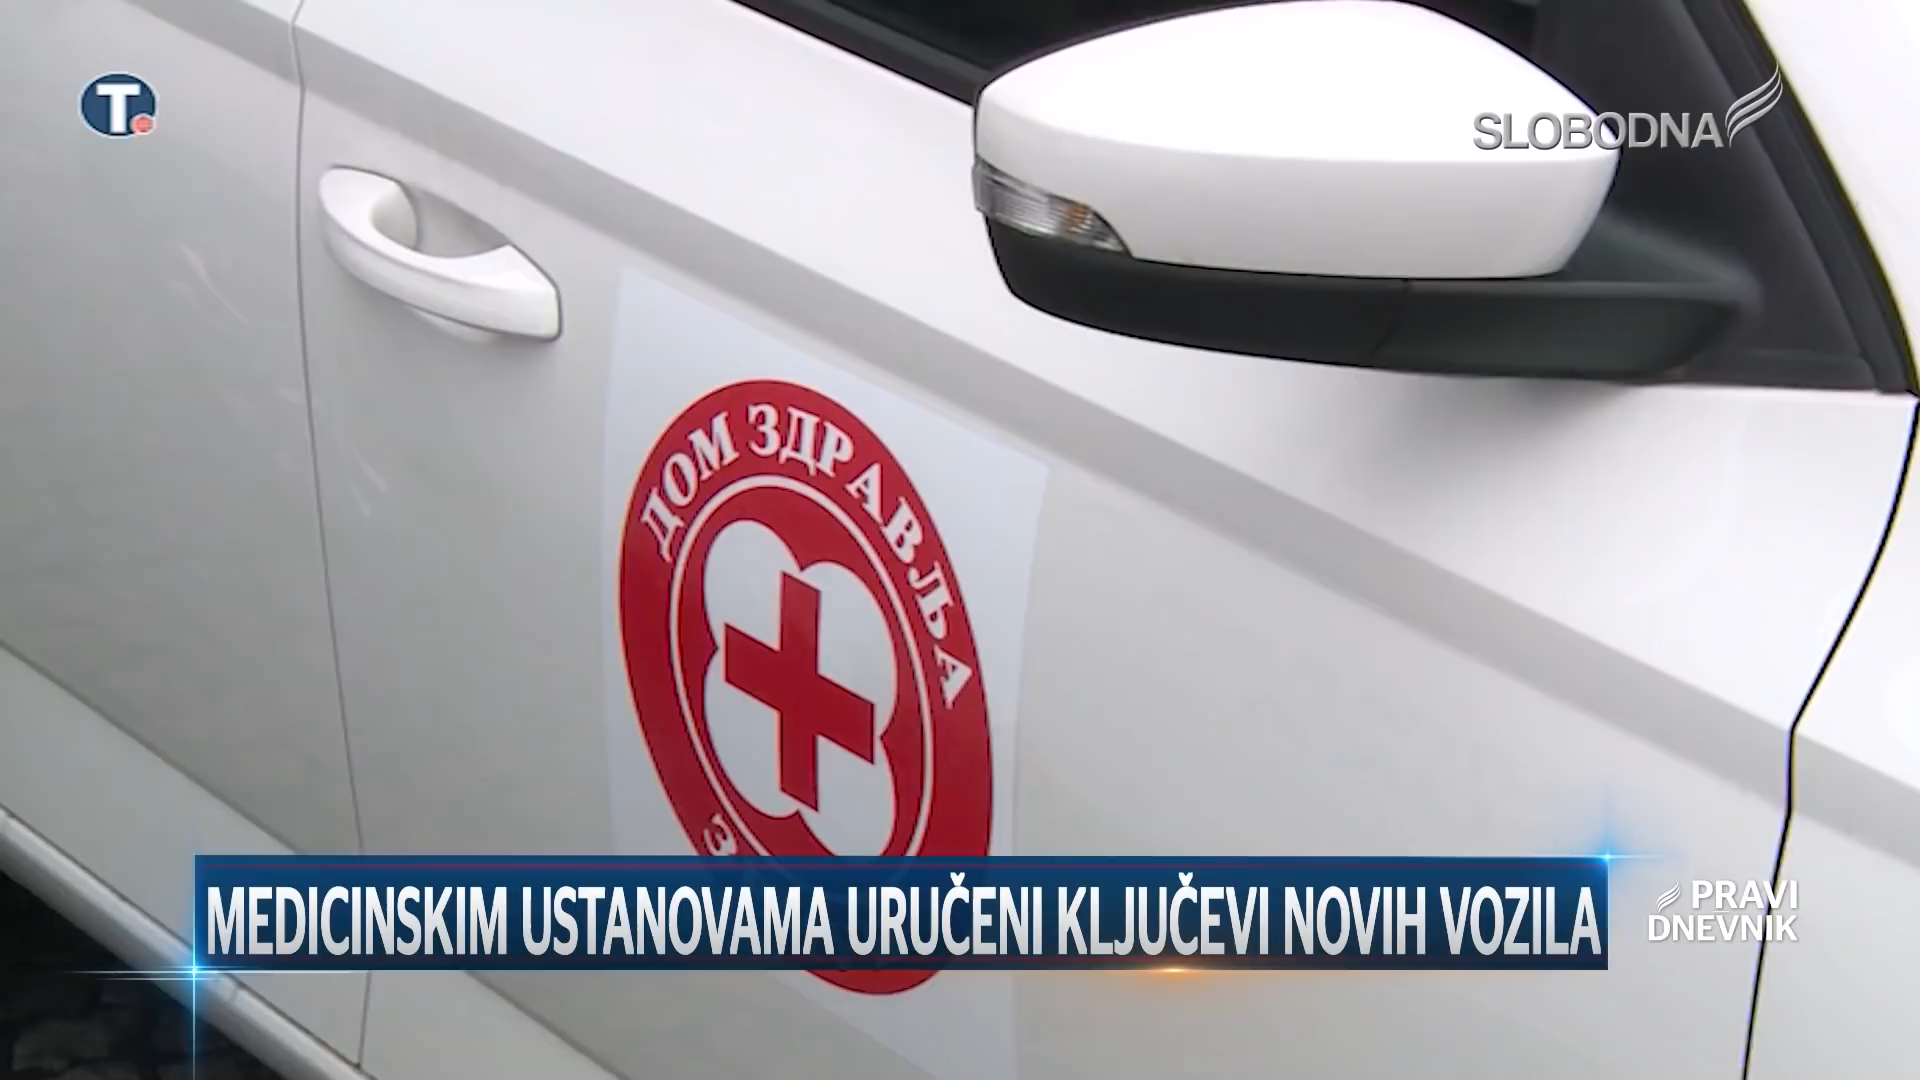 T
SLOBODNA
ДОМ ЗДРАВЉА
MEDICINSKIM USTANOVAMA URUČENI KLJUČEVI NOVIH VOZILA
PRAVI
DNEVNIK